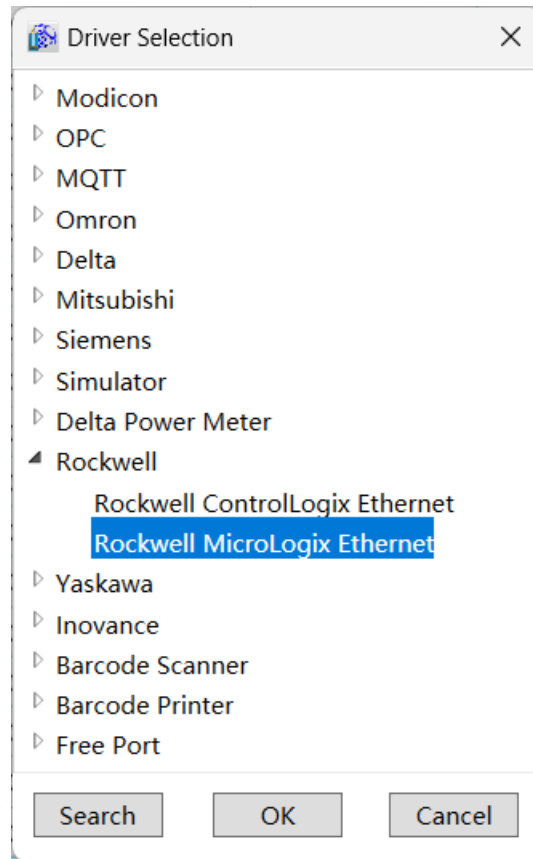 Driver Selection
Modicon
OPC
MQTT
Omron
Delta
Mitsubishi
Siemens
Simulator
Delta Power Meter
Rockwell
Rockwell ControlLogix Ethernet
Rockwell MicroLogix Ethernet
Yaskawa
Inovance
Barcode Scanner
Barcode Printer
Free Port
Search OK Cancel